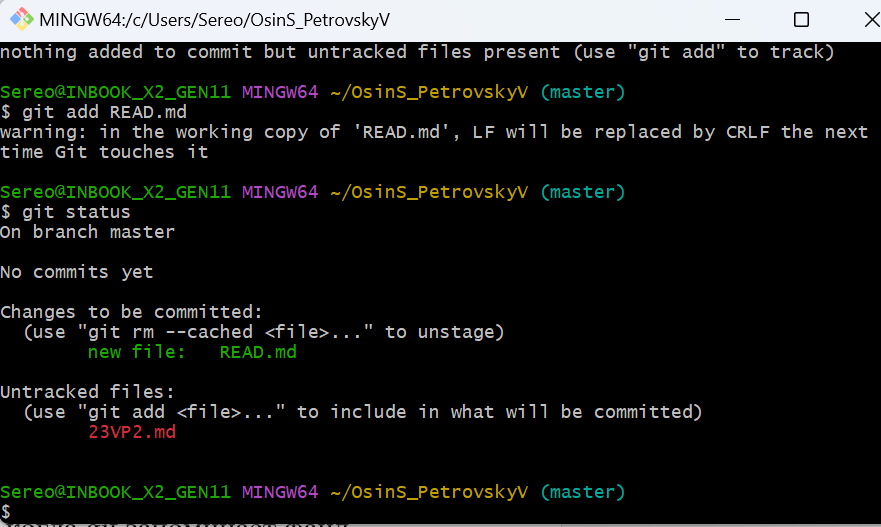 MINGW64:/c/Users/Sereo/OsinS_PetrovskyV
nothing added to commit but untracked files present (use "git add" to track)
Sereo@INBOOK_X2_GEN11 MINGW64 ~/OsinS_PetrovskyV (master)
$ git add READ.md
warning: in the working copy of 'READ.md', LF will be replaced by CRLF the next
time Git touches it
Sereo@INBOOK_X2_GEN11 MINGW64 ~/OsinS_PetrovskyV (master)
$ git status
On branch master
No commits yet
Changes to be committed:
(use "git rm --cached <file>..." to unstage)
new file:   READ.md
Untracked files:
(use "git add <file>..." to include in what will be committed)
23VP2.md
Sereo@INBOOK_X2_GEN11 MINGW64 ~/OsinS_PetrovskyV (master)
$